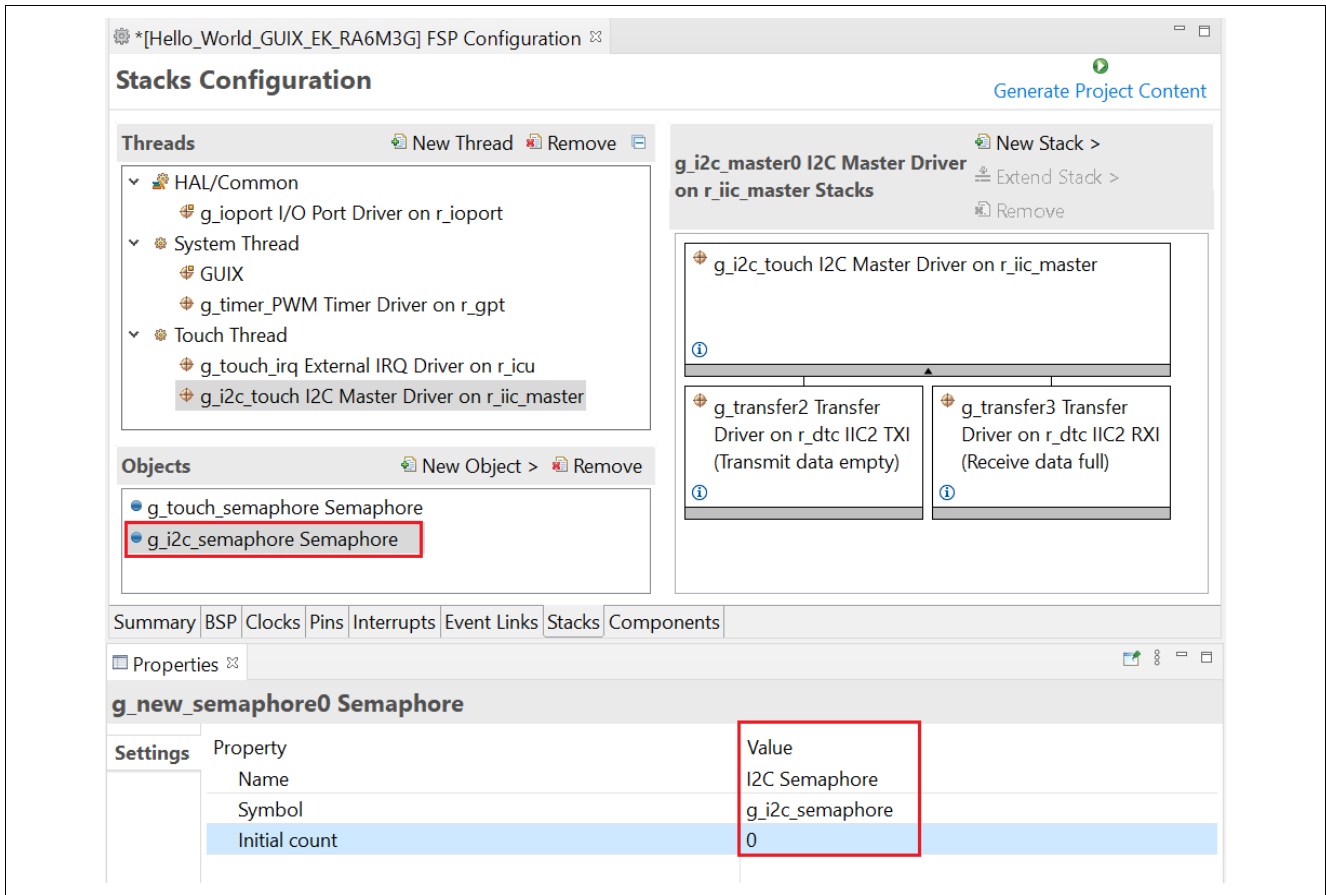 *[Hello_World_GUIX_EK_RA6M3G] FSP Configuration
Stacks Configuration
Generate Project Content
Threads
New Thread
Remove
HAL/Common
g_ioport I/O Port Driver on r_ioport
System Thread
GUIX
g_timer_PWM Timer Driver on r_gpt
Touch Thread
g_touch_irq External IRQ Driver on r_icu
g_i2c_touch I2C Master Driver on r_iic_master
Objects
New Object >
Remove
g_touch_semaphore Semaphore
g_i2c_semaphore Semaphore
g_i2c_master0 I2C Master Driver
on r_iic_master Stacks
New Stack >
Extend Stack >
Remove
g_i2c_touch I2C Master Driver on r_iic_master
g_transfer2 Transfer
Driver on r_dtc IIC2 TXI
(Transmit data empty)
g_transfer3 Transfer
Driver on r_dtc IIC2 RXI
(Receive data full)
Summary BSP Clocks Pins Interrupts Event Links Stacks Components
Properties
g_new_semaphore0 Semaphore
Settings
Property Value
Name I2C Semaphore
Symbol g_i2c_semaphore
Initial count 0